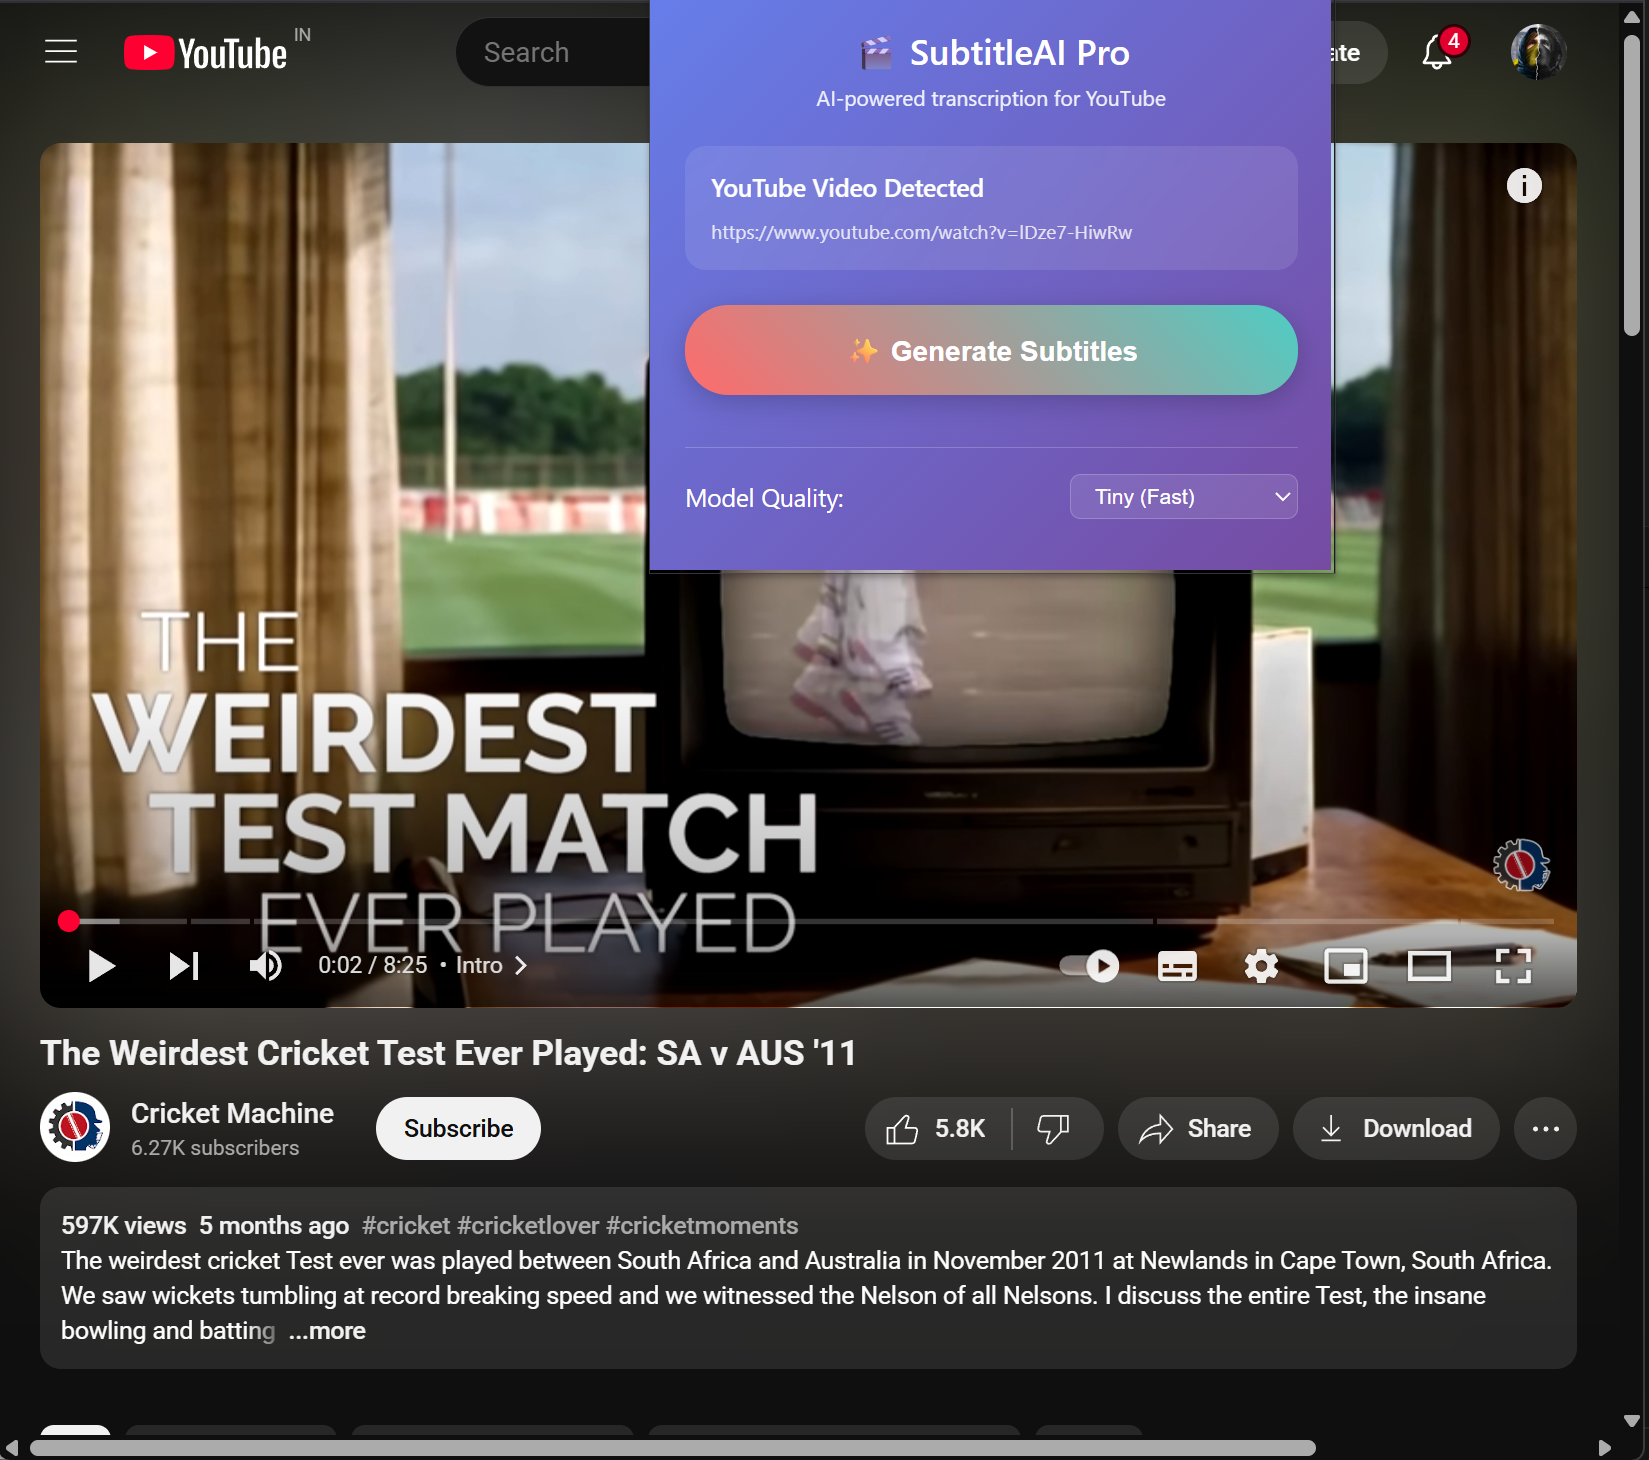 YouTube IN
Search
ate
4
SubtitleAI Pro
AI-powered transcription for YouTube
YouTube Video Detected
https://www.youtube.com/watch?v=lDze7-HiwRw
✨ Generate Subtitles
Model Quality:
Tiny (Fast)
THE
WEIRDEST
TEST MATCH
EVER PLAYED
0:02 / 8:25 • Intro
The Weirdest Cricket Test Ever Played: SA v AUS '11
Cricket Machine
6.27K subscribers
Subscribe
5.8K
Share
Download
597K views 5 months ago #cricket #cricketlover #cricketmoments
The weirdest cricket Test ever was played between South Africa and Australia in November 2011 at Newlands in Cape Town, South Africa.
We saw wickets tumbling at record breaking speed and we witnessed the Nelson of all Nelsons. I discuss the entire Test, the insane
bowling and batting ...more